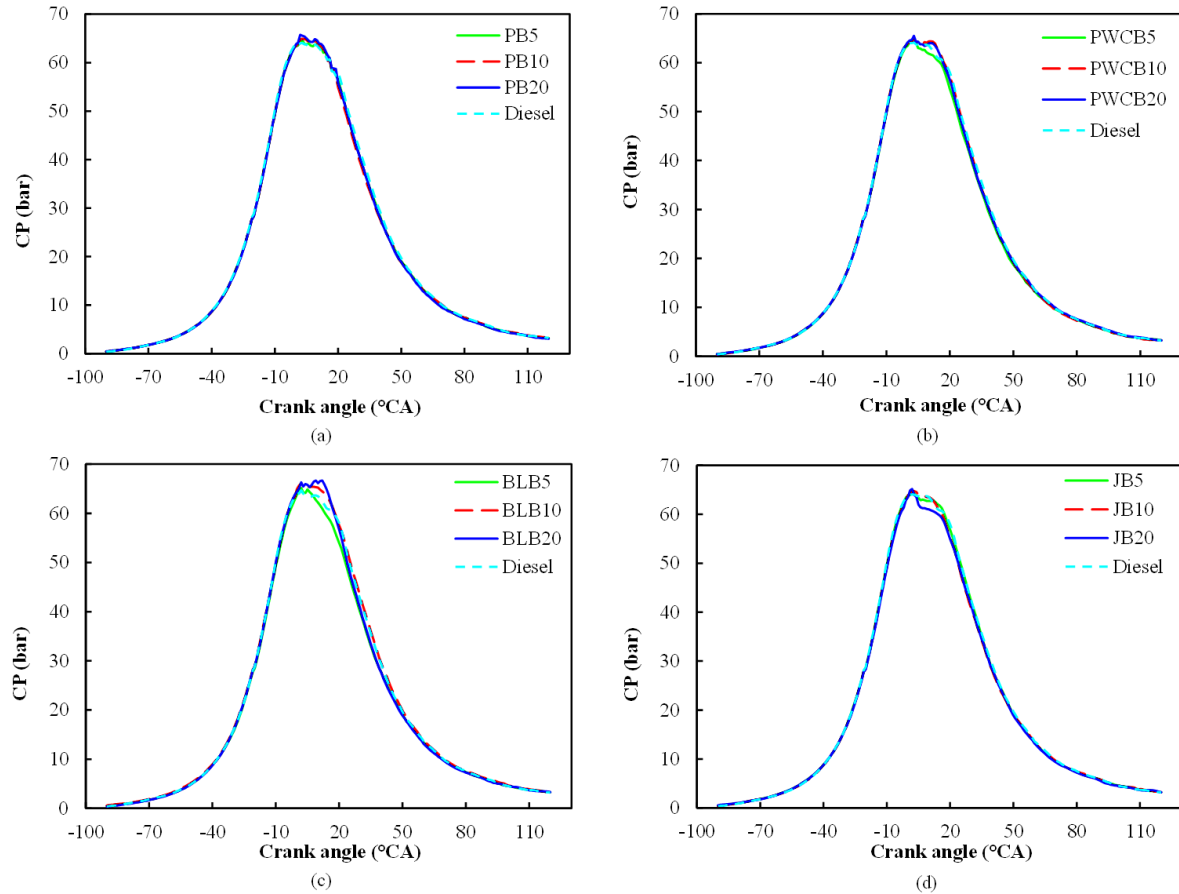 70
60
50
40
30
20
10
0
CP (bar)
PB5
PB10
PB20
Diesel
-100 -70 -40 -10 20 50 80 110
Crank angle (°CA)
(a)
70
60
50
40
30
20
10
0
CP (bar)
PWCB5
PWCB10
PWCB20
Diesel
-100 -70 -40 -10 20 50 80 110
Crank angle (°CA)
(b)
70
60
50
40
30
20
10
0
CP (bar)
BLB5
BLB10
BLB20
Diesel
-100 -70 -40 -10 20 50 80 110
Crank angle (°CA)
(c)
70
60
50
40
30
20
10
0
CP (bar)
JB5
JB10
JB20
Diesel
-100 -70 -40 -10 20 50 80 110
Crank angle (°CA)
(d)